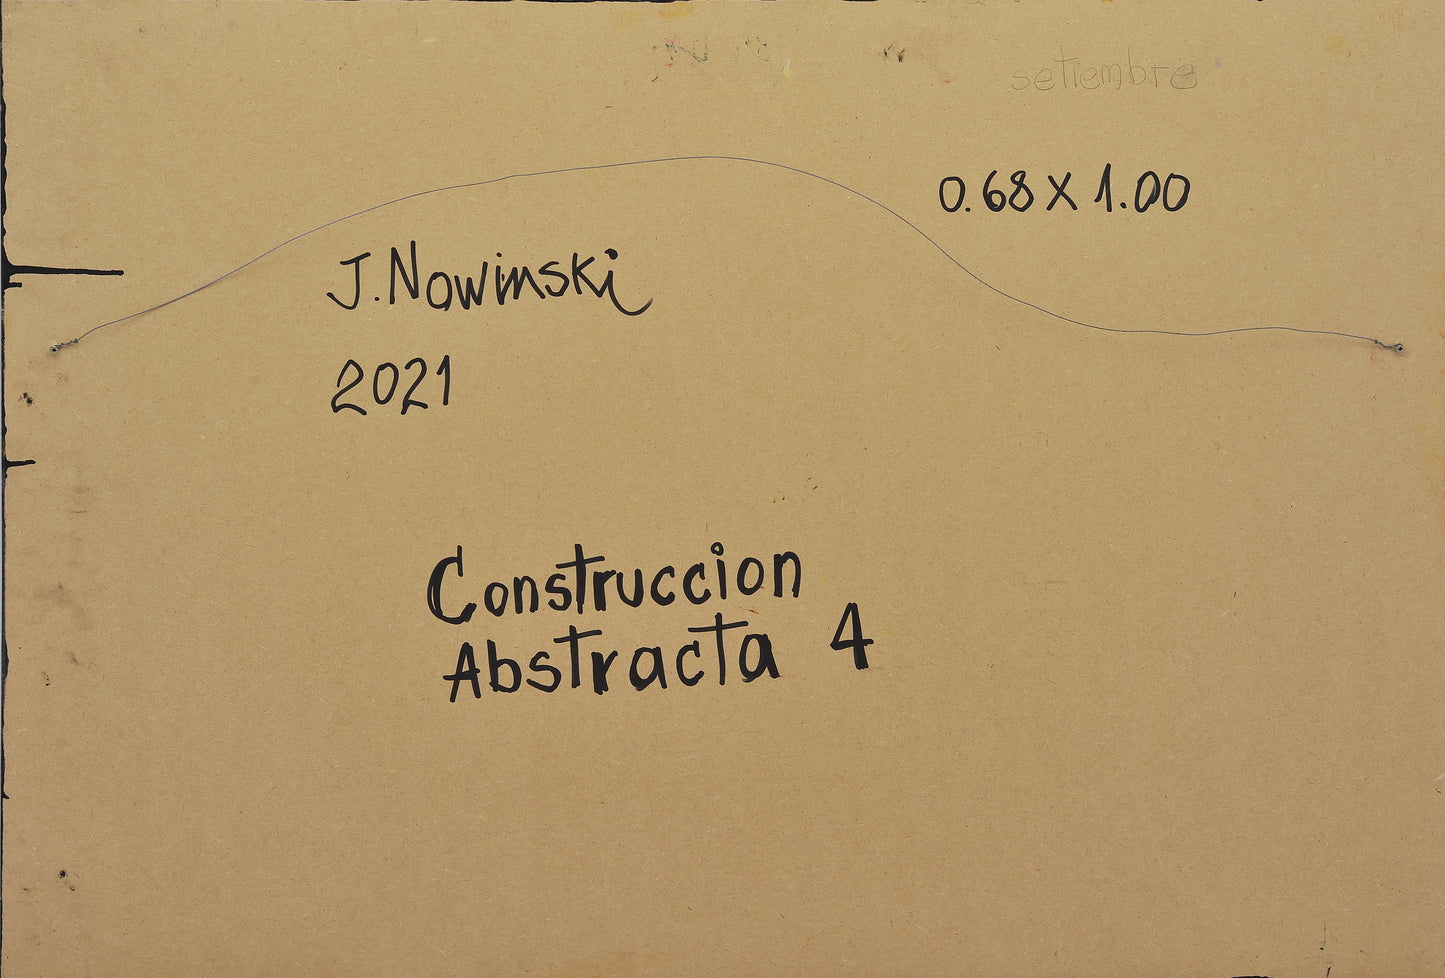 setiembre
0.68 X 1.00
J. Nowinski
2021
Construccion
Abstracta 4